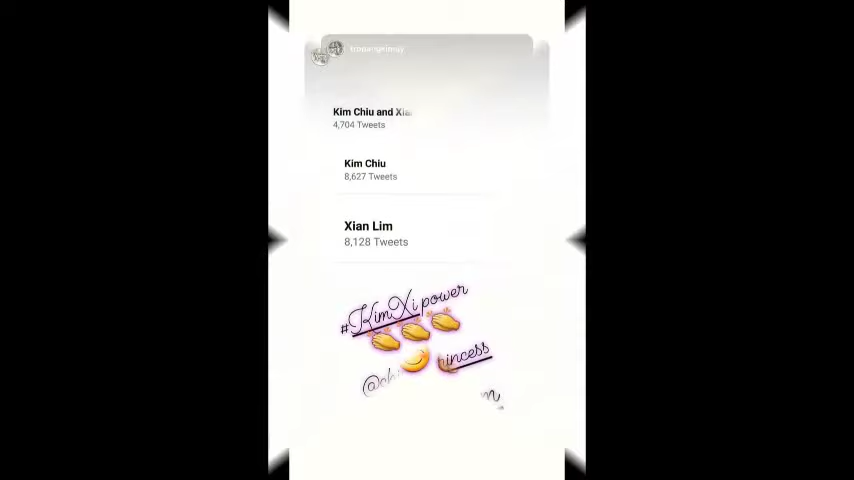 Kim Chiu and Xia
4,704 Tweets
Kim Chiu
8,627 Tweets
Xian Lim
8,128 Tweets
#KimXi power